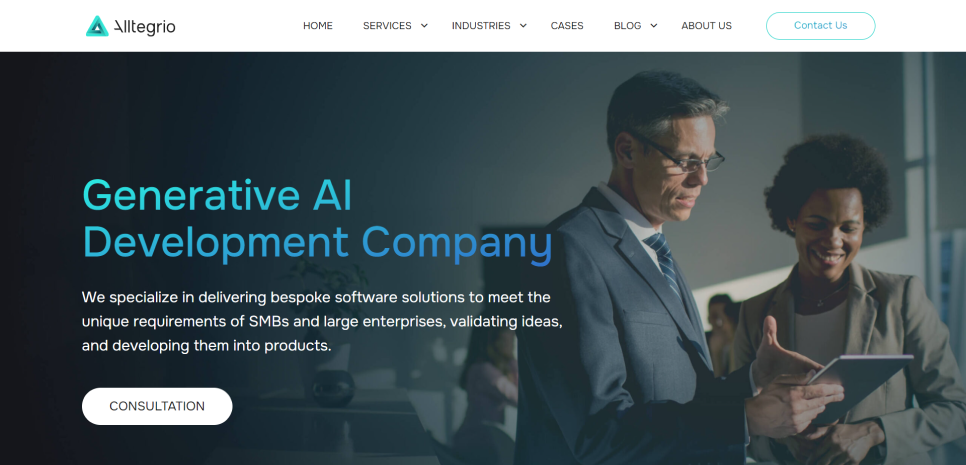 Alltegrio
HOME SERVICES INDUSTRIES CASES BLOG ABOUT US Contact Us
Generative AI
Development Company
We specialize in delivering bespoke software solutions to meet the
unique requirements of SMBs and large enterprises, validating ideas,
and developing them into products.
CONSULTATION